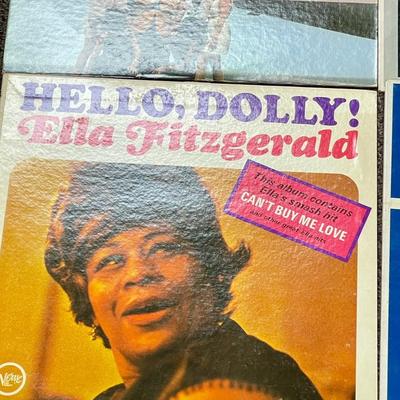 HELLO, DOLLY!
Ella Fitzgerald
This album contains
Ella's smash hit
CAN'T BUY ME LOVE
and other great Ella hits
Verve